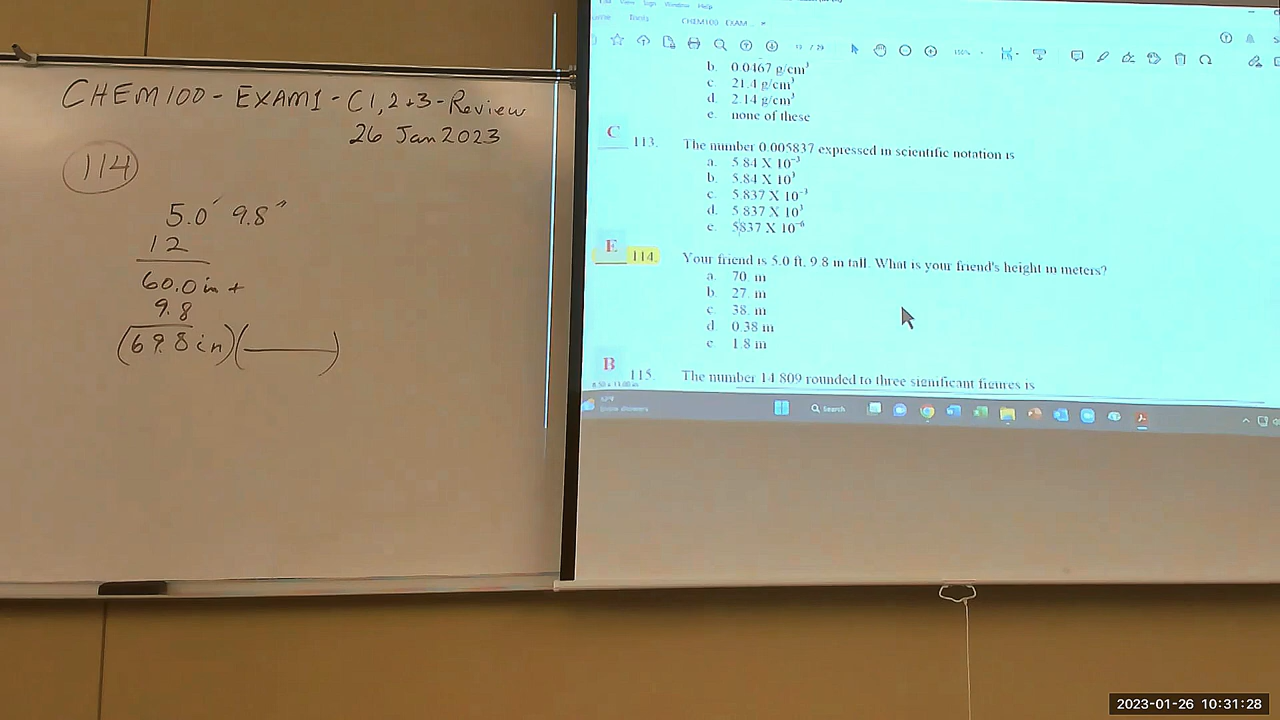 CHEM100 - EXAM1 - C1,2+3 - Review
26 Jan 2023
114
5.0' 9.8"
12
60.0 in +
9.8
(69.8 in)(
Tools
CHEM100 EXAM
b. 0.0467 g/cm³
c. 21.4 g/cm³
d. 2.14 g/cm³
e. none of these
C 113. The number 0.005837 expressed in scientific notation is
a. 5.84 X 10⁻³
b. 5.84 X 10³
c. 5.837 X 10⁻³
d. 5.837 X 10³
e. 5837 X 10⁻⁶
E 114. Your friend is 5.0 ft, 9.8 in tall. What is your friend's height in meters?
a. 70. m
b. 27. m
c. 38. m
d. 0.38 m
e. 1.8 m
B 115. The number 14.809 rounded to three significant figures is
Search
2023-01-26 10:31:28